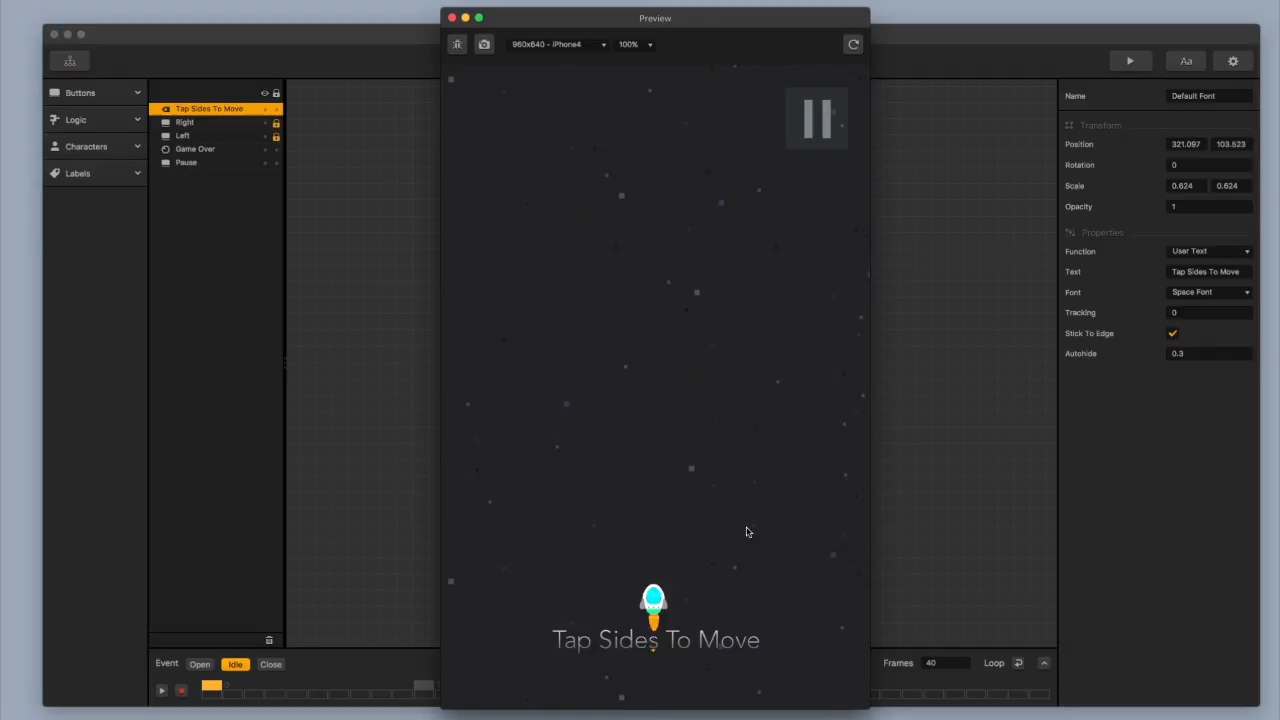 Preview
960x640 - iPhone4
100%
Aa
Buttons
Logic
Characters
Labels
Tap Sides To Move
Right
Left
Game Over
Pause
Tap Sides To Move
Name Default Font
Transform
Position 321.097 103.523
Rotation 0
Scale 0.624 0.624
Opacity 1
Properties
Function User Text
Text Tap Sides To Move
Font Space Font
Tracking 0
Stick To Edge
Autohide 0.3
Event Open Idle Close
Frames 40 Loop
0